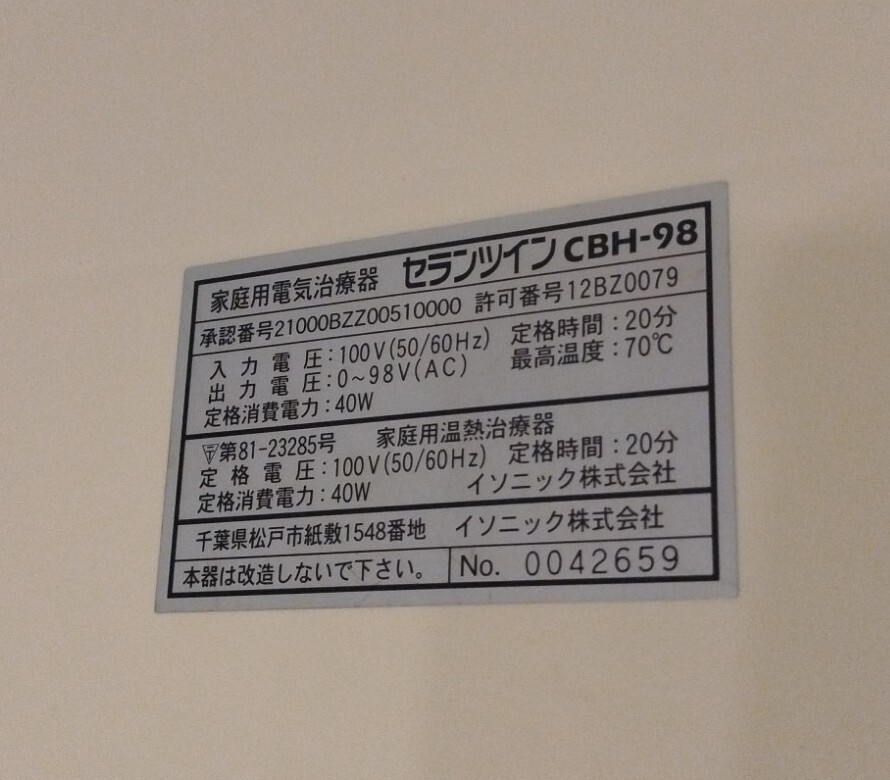 家庭用電気治療器 セランツイン CBH-98
承認番号21000BZZ00510000 許可番号12BZ0079
入力電圧:100V(50/60Hz) 定格時間:20分
出力電圧:0～98V(AC) 最高温度:70℃
定格消費電力:40W
第81-23285号 家庭用温熱治療器
定格電圧:100V(50/60Hz) 定格時間:20分
定格消費電力:40W イソニック株式会社
千葉県松戸市紙敷1548番地 イソニック株式会社
本器は改造しないで下さい。 No. 0042659